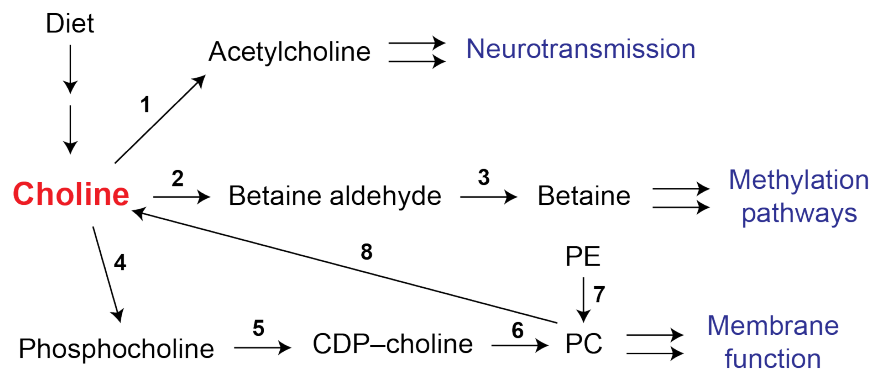 Diet
Acetylcholine
Neurotransmission
1
Choline
2
Betaine aldehyde
3
Betaine
Methylation
pathways
4
8
PE
7
Phosphocholine
5
CDP–choline
6
PC
Membrane
function